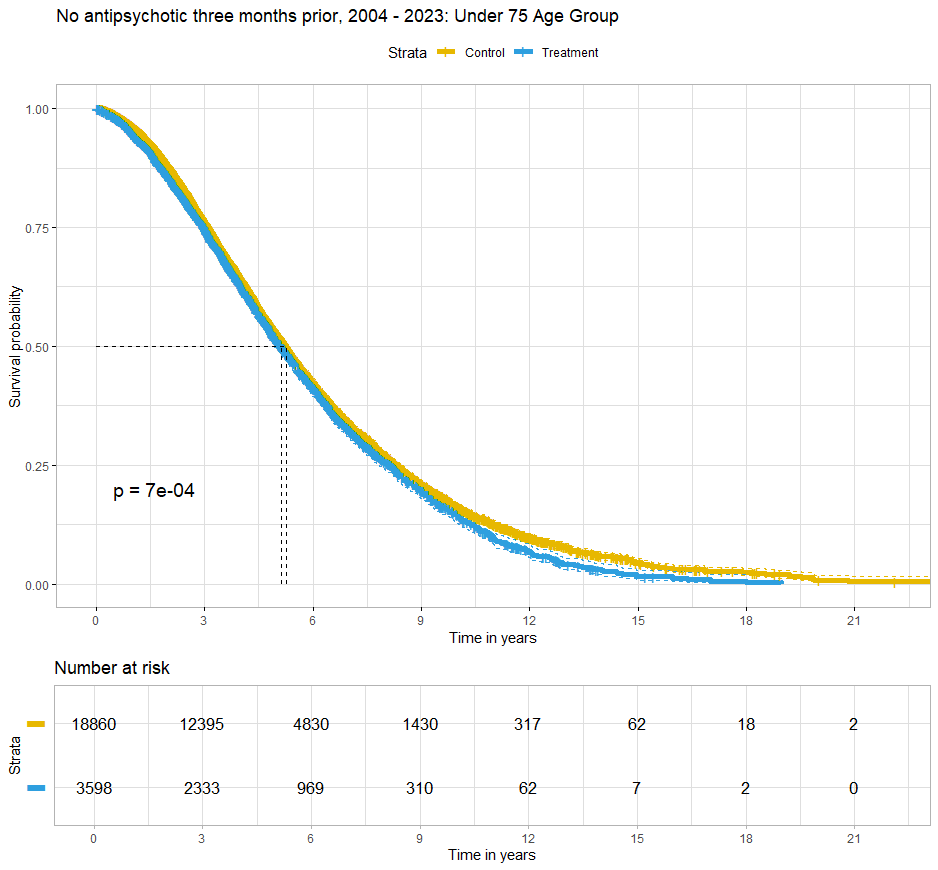 No antipsychotic three months prior, 2004 - 2023: Under 75 Age Group
Strata Control Treatment
Survival probability
1.00
0.75
0.50
0.25
0.00
p = 7e-04
0 3 6 9 12 15 18 21
Time in years
Number at risk
Strata
18860 12395 4830 1430 317 62 18 2
3598 2333 969 310 62 7 2 0
0 3 6 9 12 15 18 21
Time in years